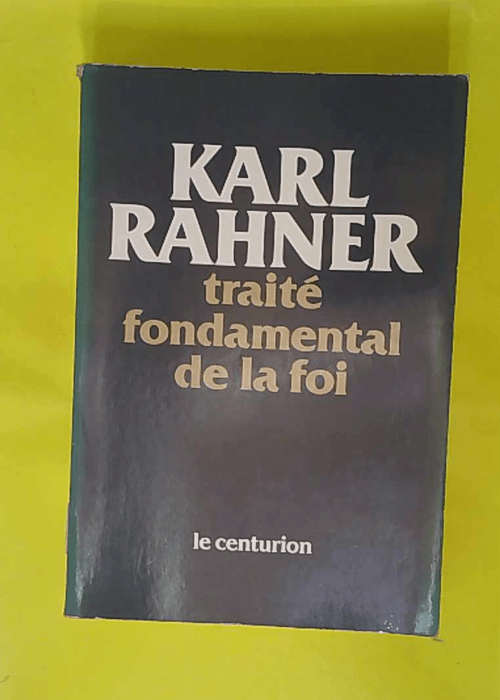 KARL
RAHNER
traité
fondamental
de la foi
le centurion